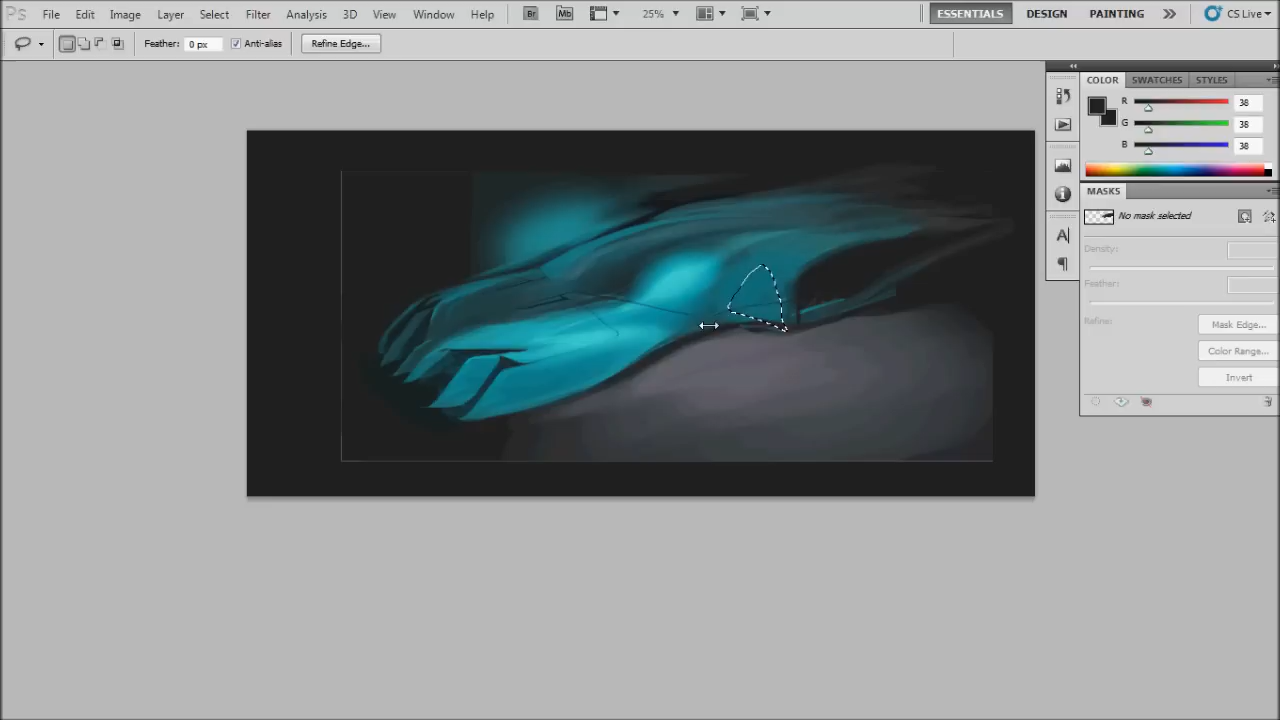 Ps File Edit Image Layer Select Filter Analysis 3D View Window Help Br Mb 25% ESSENTIALS DESIGN PAINTING CS Live
Feather: 0 px Anti-alias Refine Edge...
COLOR SWATCHES STYLES
R 38
G 38
B 38
MASKS
No mask selected
Density:
Feather:
Refine: Mask Edge...
Color Range...
Invert